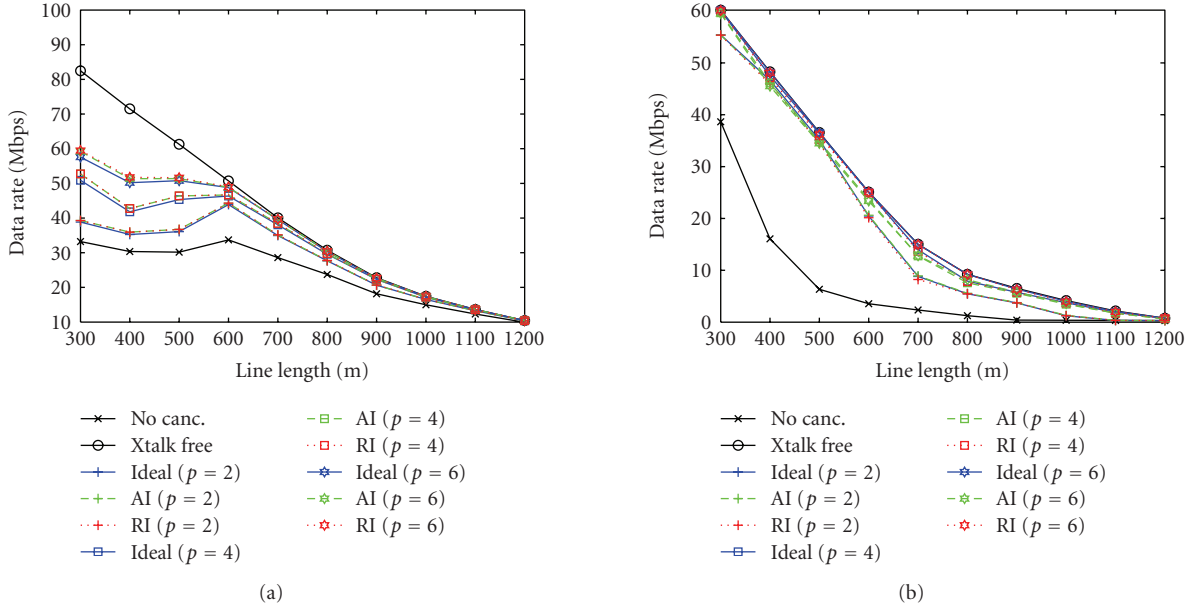 100
90
80
70
60
50
40
30
20
10
Data rate (Mbps)
300 400 500 600 700 800 900 1000 1100 1200
Line length (m)
No canc.
Xtalk free
Ideal (p = 2)
AI (p = 2)
RI (p = 2)
Ideal (p = 4)
AI (p = 4)
RI (p = 4)
Ideal (p = 6)
AI (p = 6)
RI (p = 6)
(a)
60
50
40
30
20
10
0
Data rate (Mbps)
300 400 500 600 700 800 900 1000 1100 1200
Line length (m)
No canc.
Xtalk free
Ideal (p = 2)
AI (p = 2)
RI (p = 2)
Ideal (p = 4)
AI (p = 4)
RI (p = 4)
Ideal (p = 6)
AI (p = 6)
RI (p = 6)
(b)